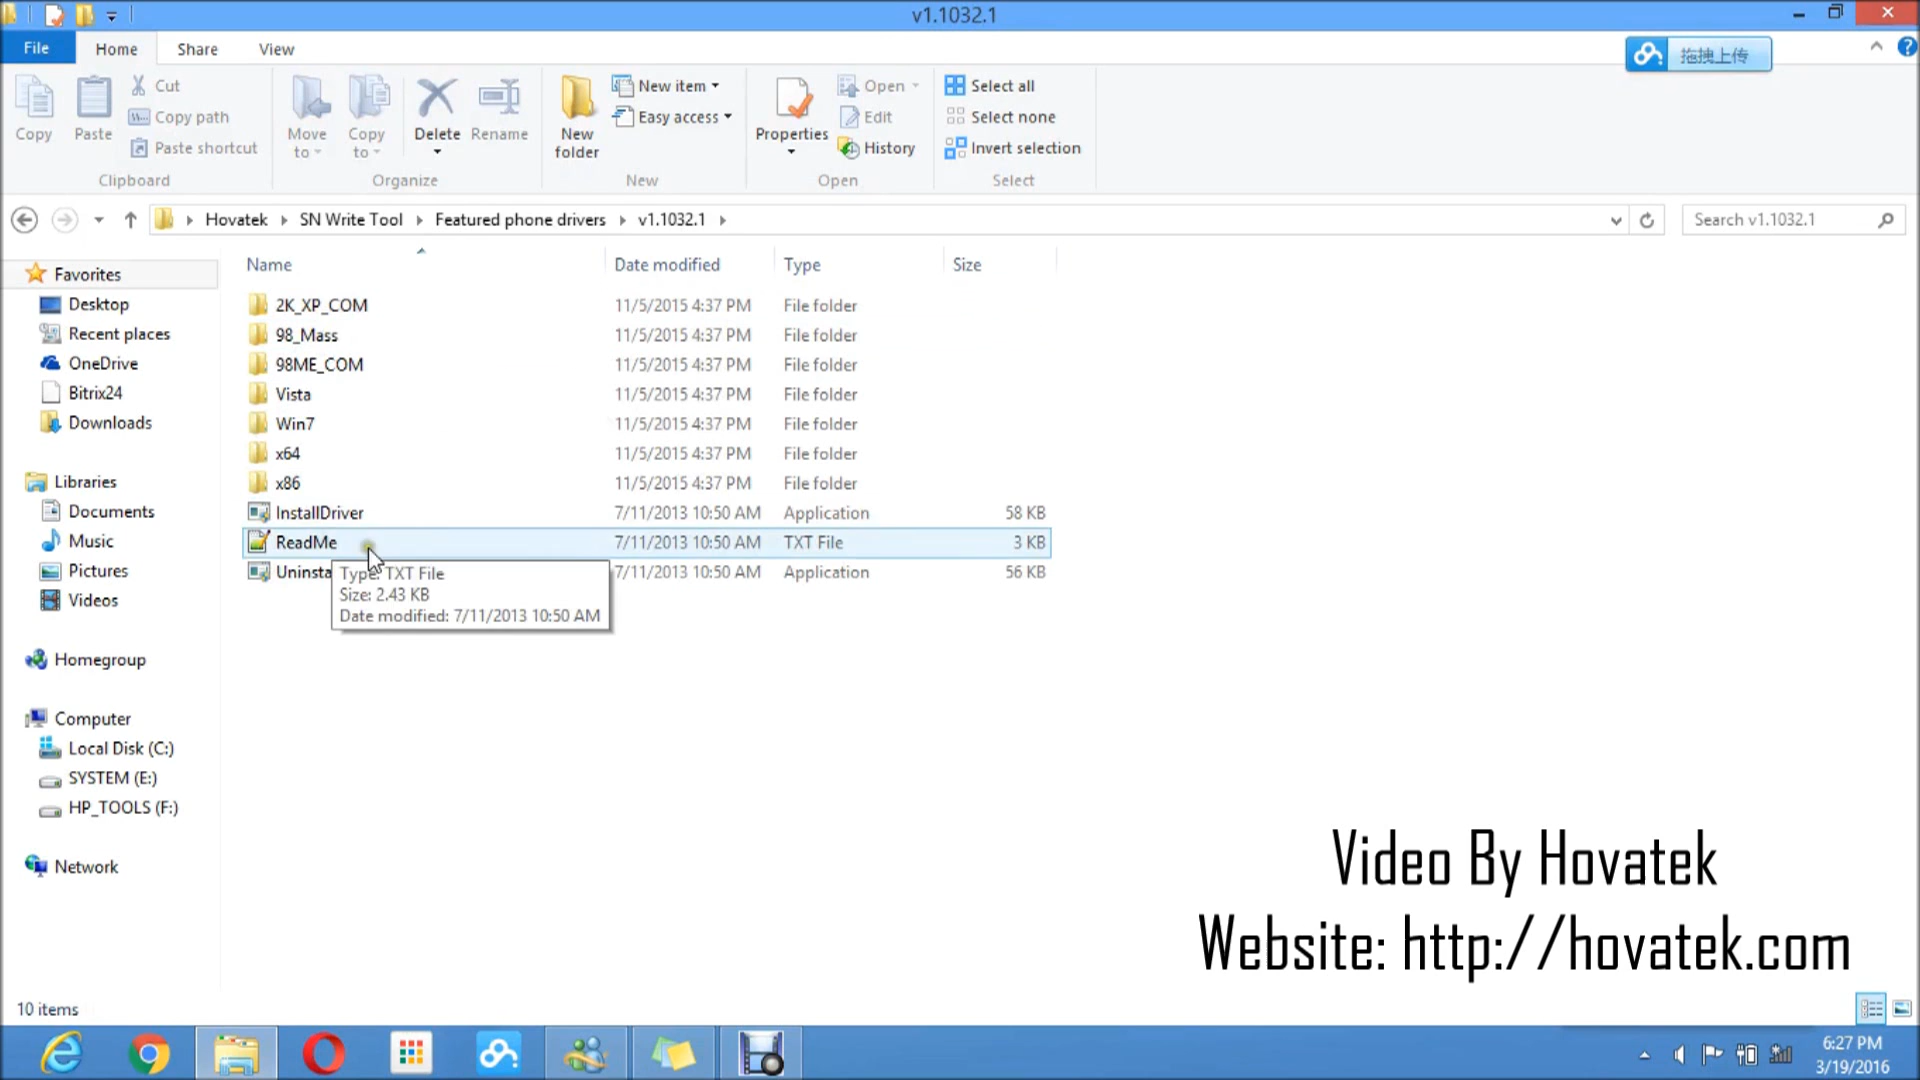 v1.1032.1
File Home Share View
拖拽上传
Copy
Paste
Cut
Copy path
Paste shortcut
Clipboard
Move to
Copy to
Delete
Rename
Organize
New folder
New item
Easy access
New
Properties
Open
Edit
History
Open
Select all
Select none
Invert selection
Select
Hovatek SN Write Tool Featured phone drivers v1.1032.1
Search v1.1032.1
Favorites
Desktop
Recent places
OneDrive
Bitrix24
Downloads
Libraries
Documents
Music
Pictures
Videos
Homegroup
Computer
Local Disk (C:)
SYSTEM (E:)
HP_TOOLS (F:)
Network
Name Date modified Type Size
2K_XP_COM 11/5/2015 4:37 PM File folder
98_Mass 11/5/2015 4:37 PM File folder
98ME_COM 11/5/2015 4:37 PM File folder
Vista 11/5/2015 4:37 PM File folder
Win7 11/5/2015 4:37 PM File folder
x64 11/5/2015 4:37 PM File folder
x86 11/5/2015 4:37 PM File folder
InstallDriver 7/11/2013 10:50 AM Application 58 KB
ReadMe 7/11/2013 10:50 AM TXT File 3 KB
Uninsta 7/11/2013 10:50 AM Application 56 KB
Type: TXT File
Size: 2.43 KB
Date modified: 7/11/2013 10:50 AM
Video By Hovatek
Website: http://hovatek.com
10 items
6:27 PM
3/19/2016